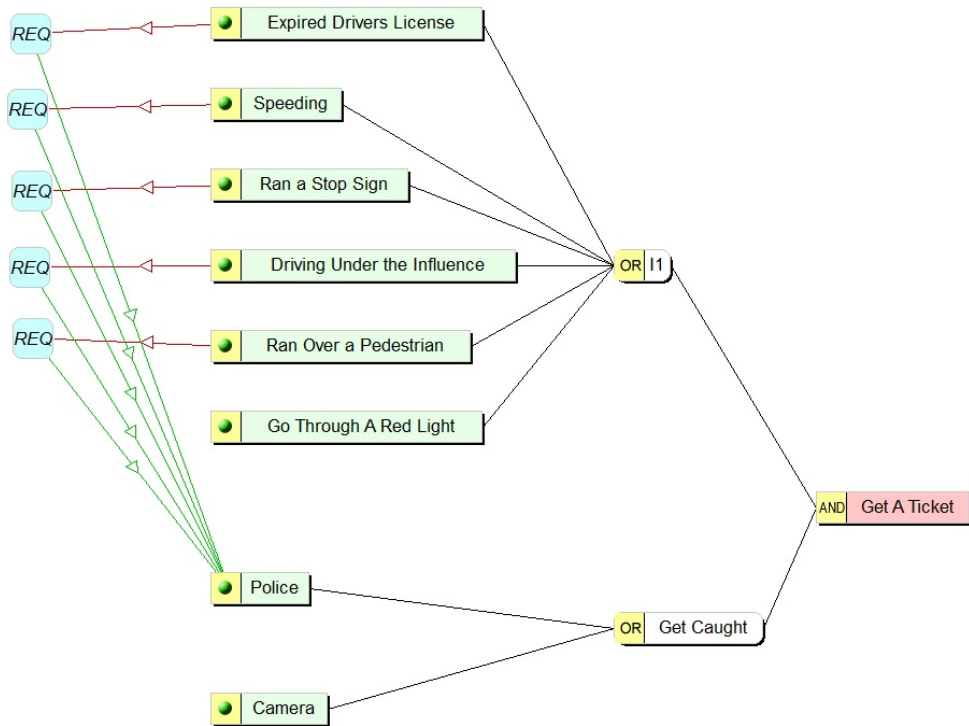 REQ
Expired Drivers License
REQ
Speeding
REQ
Ran a Stop Sign
REQ
Driving Under the Influence
OR I1
REQ
Ran Over a Pedestrian
Go Through A Red Light
AND Get A Ticket
Police
OR Get Caught
Camera